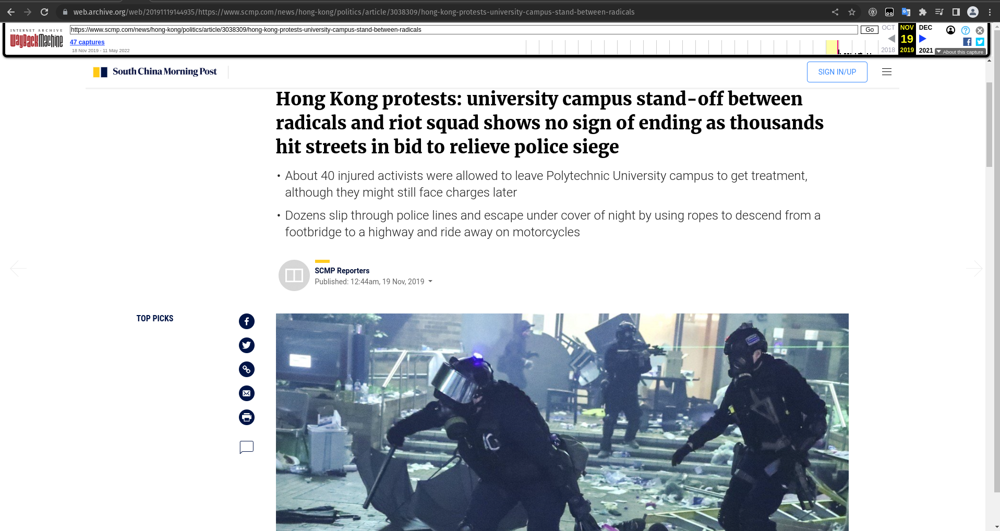 web.archive.org/web/20191119144935/https://www.scmp.com/news/hong-kong/politics/article/3038309/hong-kong-protests-university-campus-stand-between-radicals
INTERNET ARCHIVE
WayBackMachine
https://www.scmp.com/news/hong-kong/politics/article/3038309/hong-kong-protests-university-campus-stand-between-radicals
Go
OCT NOV DEC
47 captures
19
18 Nov 2019 - 11 May 2022
2018 2019 2021
About this capture
South China Morning Post
SIGN IN/UP
Hong Kong protests: university campus stand-off between
radicals and riot squad shows no sign of ending as thousands
hit streets in bid to relieve police siege
• About 40 injured activists were allowed to leave Polytechnic University campus to get treatment,
although they might still face charges later
• Dozens slip through police lines and escape under cover of night by using ropes to descend from a
footbridge to a highway and ride away on motorcycles
SCMP Reporters
Published: 12:44am, 19 Nov, 2019
TOP PICKS